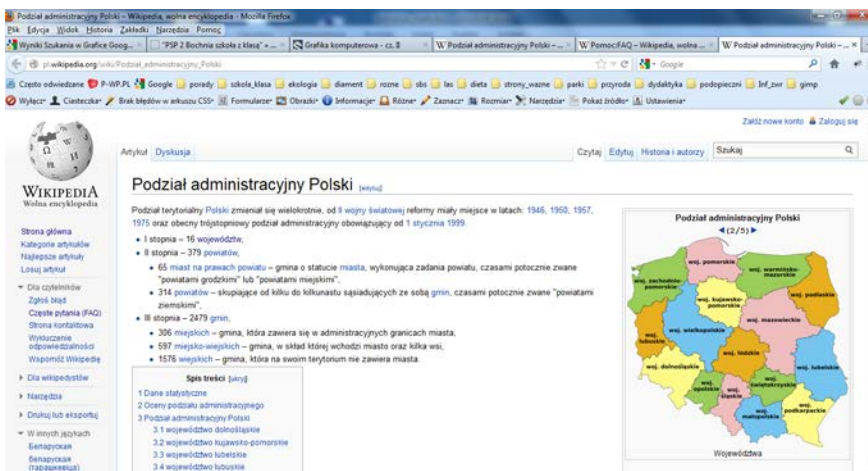 Podział administracyjny Polski – Wikipedia, wolna encyklopedia - Mozilla Firefox
Plik Edycja Widok Historia Zakładki Narzędzia Pomoc
Wyniki Szukania w Grafice Goog... "PSP 2 Bochnia szkoła z klasą" » ... Grafika komputerowa - cz. II Podział administracyjny Polski – ... Pomoc:FAQ – Wikipedia, wolna ... Podział administracyjny Polski – ...
pl.wikipedia.org/wiki/Podział_administracyjny_Polski Google
Często odwiedzane P-WP.PL Google porady szkola_klasa ekologia diament rozne sbs las dieta strony_wazne parki przyroda dydaktyka podopieczni Inf_zwr gimp
Wyłącz Ciasteczka Brak błędów w arkuszu CSS Formularze Obrazki Informacje Różne Zaznacz Rozmiar Narzędzia Pokaż źródło Ustawienia
Załóż nowe konto Zaloguj się
Artykuł Dyskusja Czytaj Edytuj Historia i autorzy Szukaj
WIKIPEDIA
Wolna encyklopedia
Strona główna
Kategorie artykułów
Najlepsze artykuły
Losuj artykuł
Dla czytelników
Zgłoś błąd
Częste pytania (FAQ)
Strona kontaktowa
Wykluczenie odpowiedzialności
Wspomóż Wikipedię
Dla wikipedystów
Narzędzia
Drukuj lub eksportuj
W innych językach
Беларуская
Беларуская (тарашкевіца)
Podział administracyjny Polski [edytuj]
Podział terytorialny Polski zmieniał się wielokrotnie, od II wojny światowej reformy miały miejsce w latach: 1946, 1950, 1957,
1975 oraz obecny trójstopniowy podział administracyjny obowiązujący od 1 stycznia 1999.
• I stopnia – 16 województw,
• II stopnia – 379 powiatów,
• 65 miast na prawach powiatu – gmina o statucie miasta, wykonująca zadania powiatu, czasami potocznie zwane
"powiatami grodzkimi" lub "powiatami miejskimi",
• 314 powiatów – skupiające od kilku do kilkunastu sąsiadujących ze sobą gmin, czasami potocznie zwane "powiatami
ziemskimi",
• III stopnia – 2479 gmin,
• 306 miejskich – gmina, która zawiera się w administracyjnych granicach miasta,
• 597 miejsko-wiejskich – gmina, w skład której wchodzi miasto oraz kilka wsi,
• 1576 wiejskich – gmina, która na swoim terytorium nie zawiera miasta.
Spis treści [ukryj]
1 Dane statystyczne
2 Oceny podziału administracyjnego
3 Podział administracyjny Polski
3.1 województwo dolnośląskie
3.2 województwo kujawsko-pomorskie
3.3 województwo lubelskie
3.4 województwo lubuskie
Podział administracyjny Polski
(2/5)
woj. pomorskie
woj. warmińsko-mazurskie
woj. zachodnio-pomorskie
woj. podlaskie
woj. kujawsko-pomorskie
woj. mazowieckie
woj. wielkopolskie
woj. lubuskie
woj. łódzkie
woj. lubelskie
woj. dolnośląskie
woj. opolskie
woj. świętokrzyskie
woj. śląskie
woj. podkarpackie
woj. małopolskie
Województwa